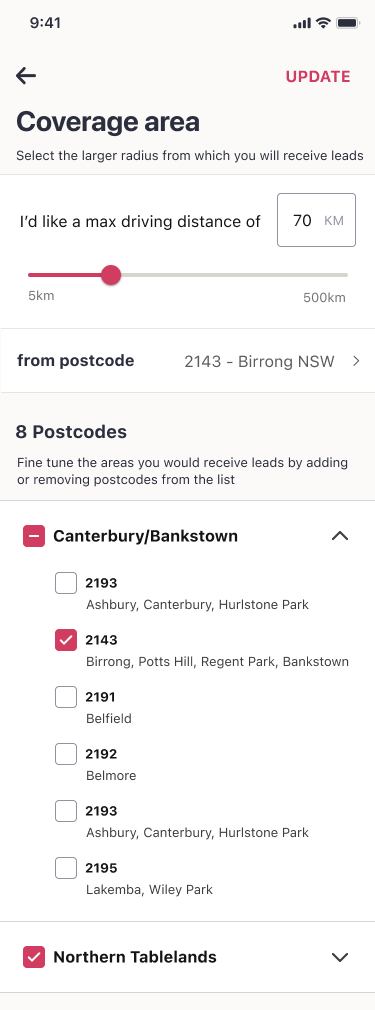 9:41
UPDATE
Coverage area
Select the larger radius from which you will receive leads
I'd like a max driving distance of 70 KM
5km 500km
from postcode 2143 - Birrong NSW
8 Postcodes
Fine tune the areas you would receive leads by adding
or removing postcodes from the list
Canterbury/Bankstown
2193
Ashbury, Canterbury, Hurlstone Park
2143
Birrong, Potts Hill, Regent Park, Bankstown
2191
Belfield
2192
Belmore
2193
Ashbury, Canterbury, Hurlstone Park
2195
Lakemba, Wiley Park
Northern Tablelands